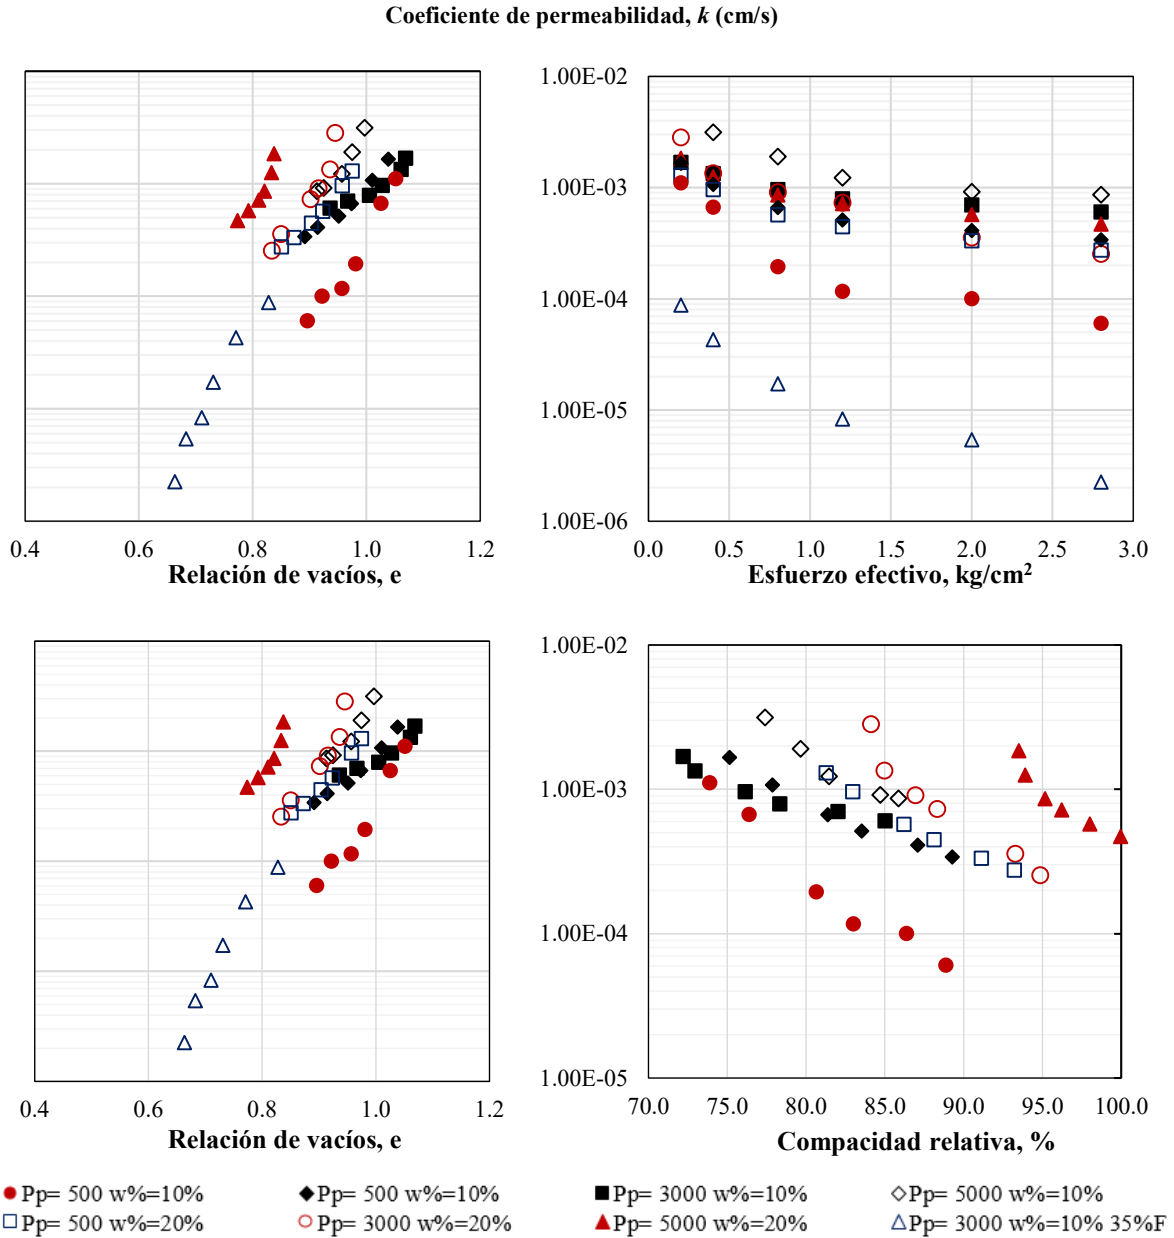 Coeficiente de permeabilidad, k (cm/s)
0.4 0.6 0.8 1.0 1.2
Relación de vacíos, e
1.00E-02
1.00E-03
1.00E-04
1.00E-05
1.00E-06
0.0 0.5 1.0 1.5 2.0 2.5 3.0
Esfuerzo efectivo, kg/cm²
0.4 0.6 0.8 1.0 1.2
Relación de vacíos, e
1.00E-02
1.00E-03
1.00E-04
1.00E-05
70.0 75.0 80.0 85.0 90.0 95.0 100.0
Compacidad relativa, %
Pp= 500 w%=10% Pp= 500 w%=10% Pp= 3000 w%=10% Pp= 5000 w%=10%
Pp= 500 w%=20% Pp= 3000 w%=20% Pp= 5000 w%=20% Pp= 3000 w%=10% 35%F